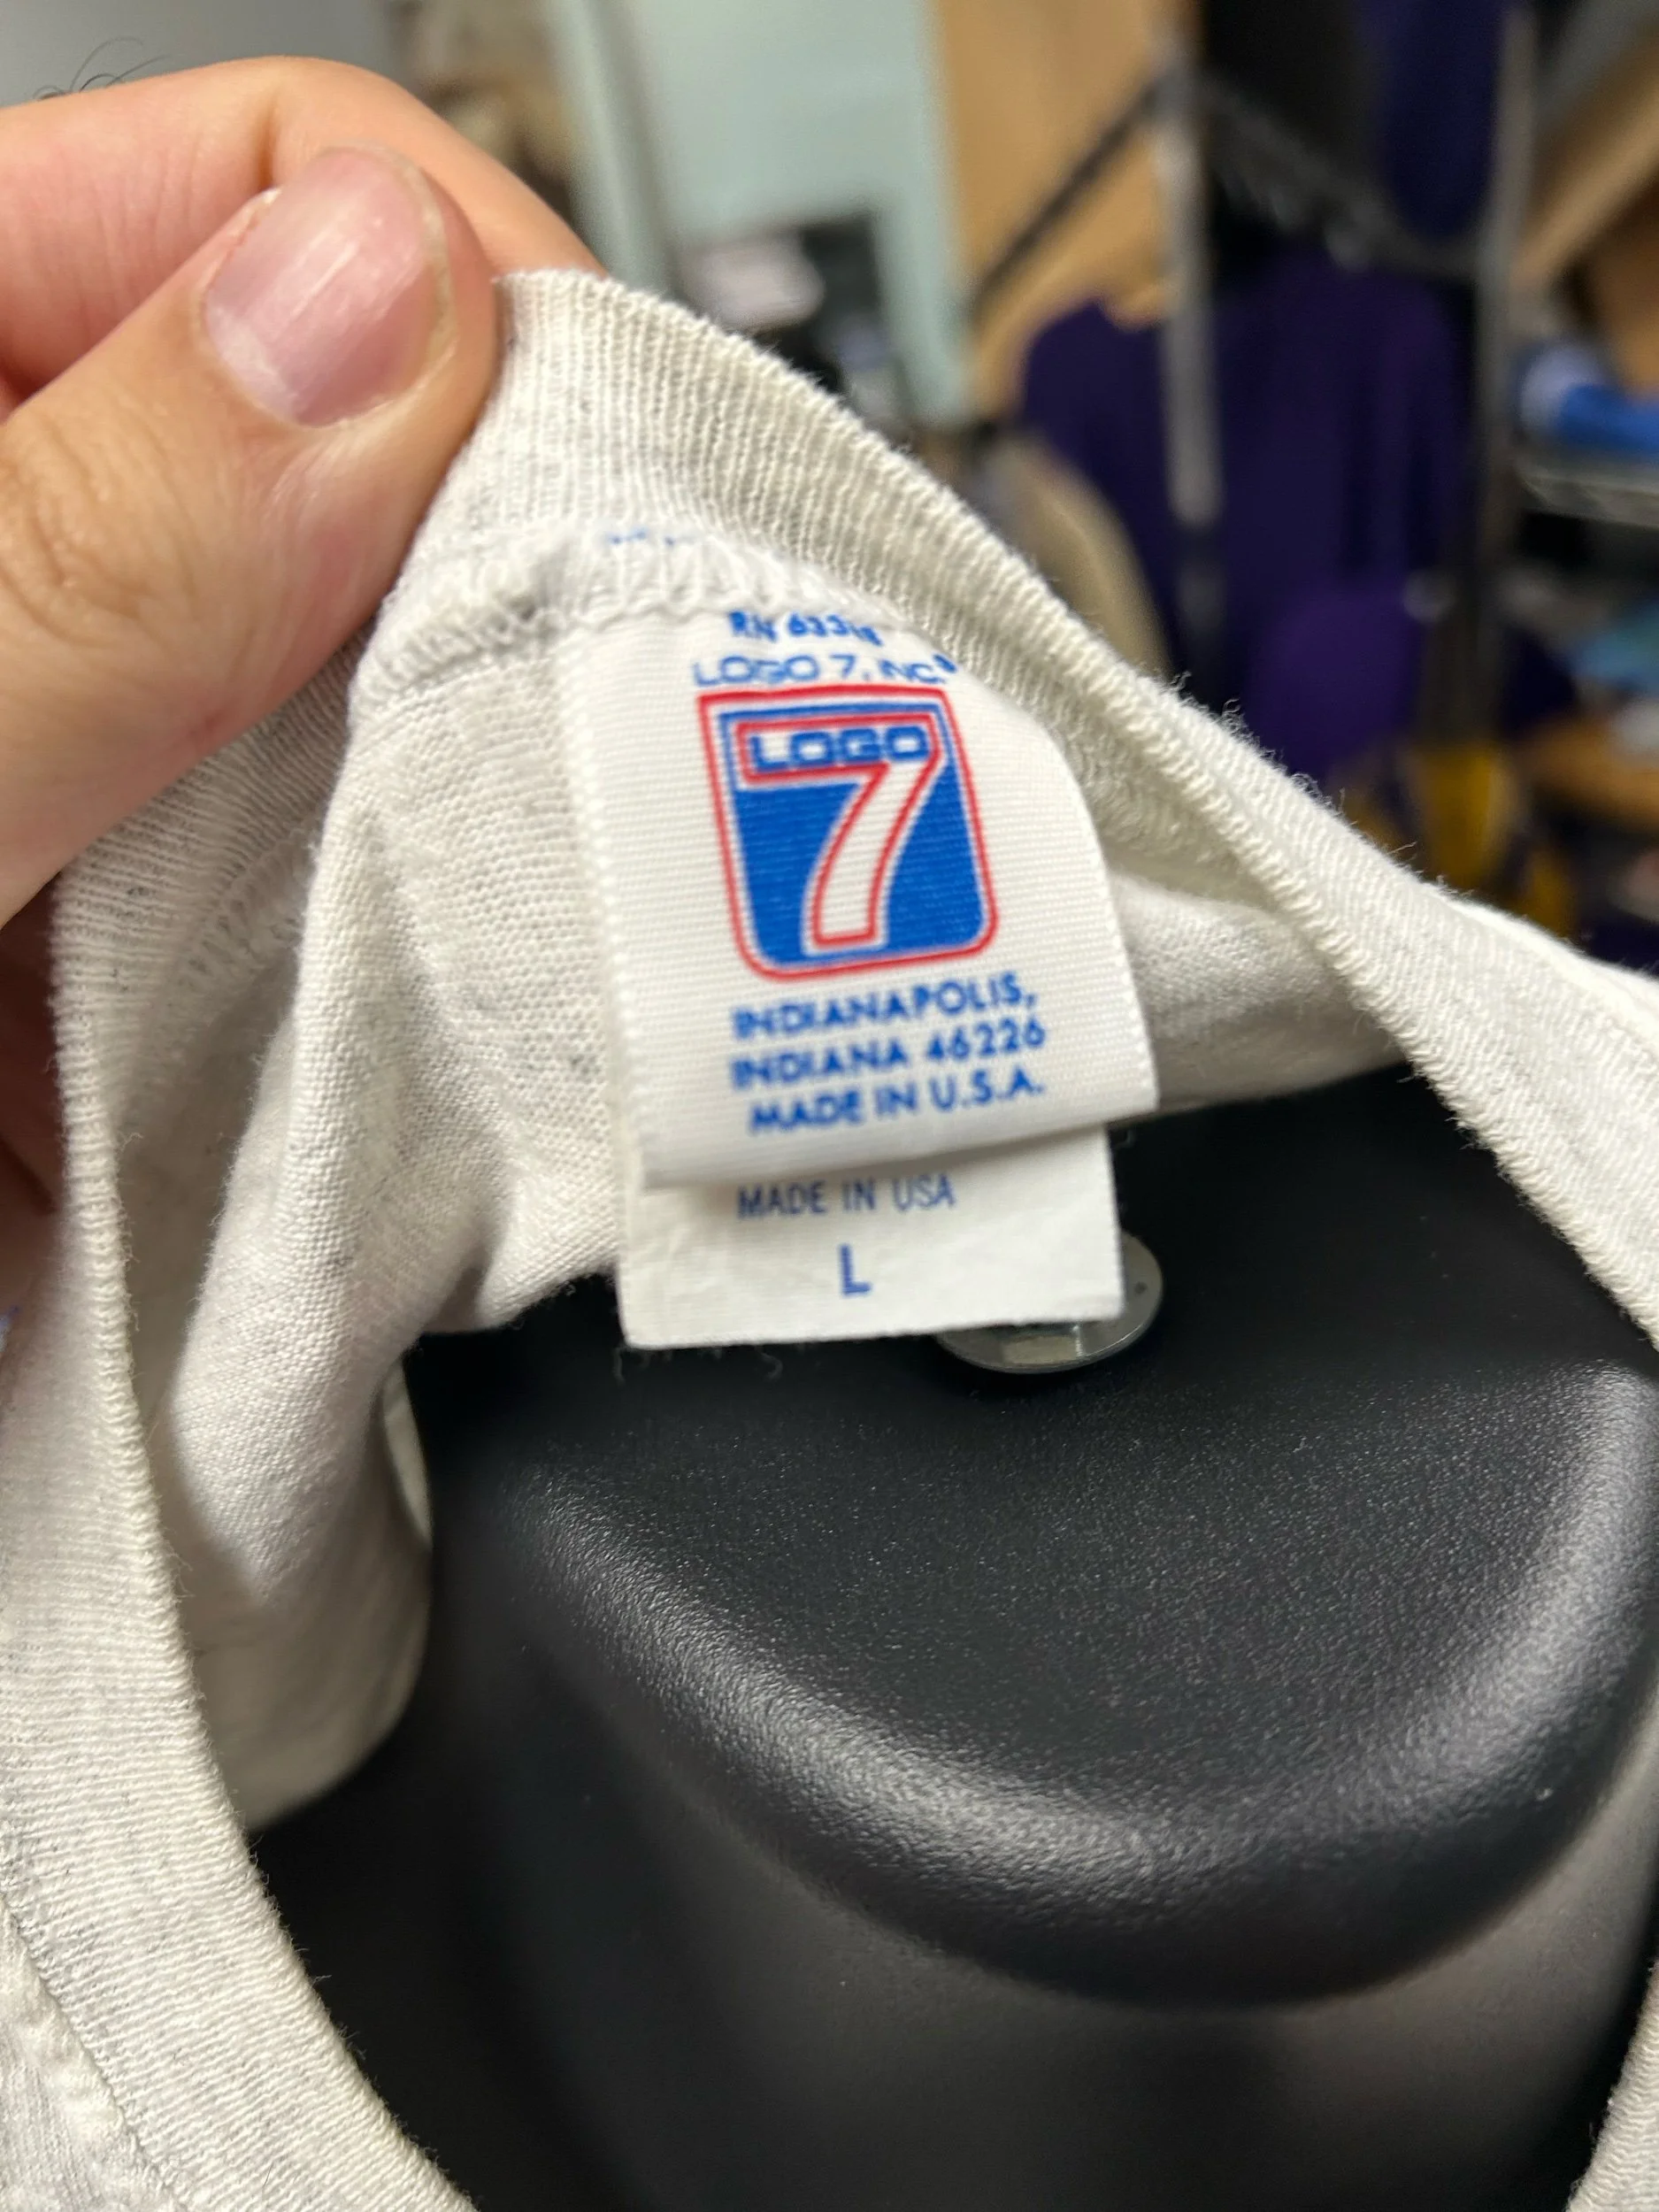 LOGO 7, INC.®
LOGO
7
INDIANAPOLIS,
INDIANA 46226
MADE IN U.S.A.
MADE IN USA
L